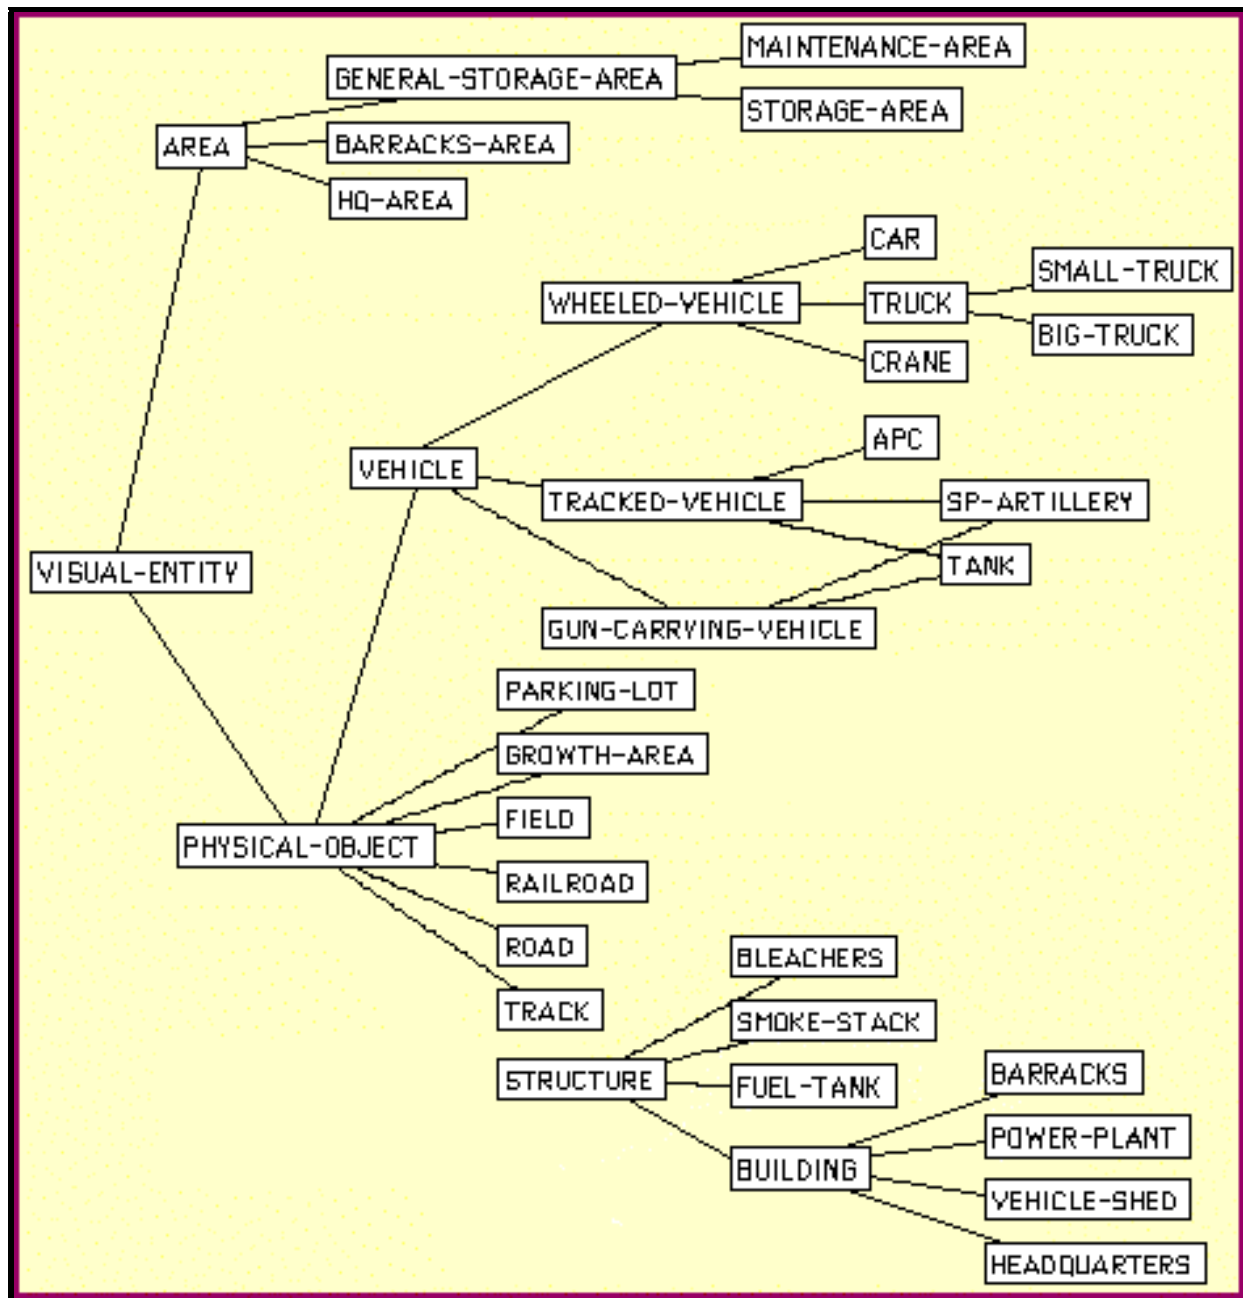 MAINTENANCE-AREA
GENERAL-STORAGE-AREA
STORAGE-AREA
AREA
BARRACKS-AREA
HQ-AREA
CAR
SMALL-TRUCK
WHEELED-VEHICLE
TRUCK
BIG-TRUCK
CRANE
APC
VEHICLE
TRACKED-VEHICLE
SP-ARTILLERY
TANK
VISUAL-ENTITY
GUN-CARRYING-VEHICLE
PARKING-LOT
GROWTH-AREA
FIELD
PHYSICAL-OBJECT
RAILROAD
ROAD
BLEACHERS
TRACK
SMOKE-STACK
STRUCTURE
FUEL-TANK
BARRACKS
POWER-PLANT
BUILDING
VEHICLE-SHED
HEADQUARTERS